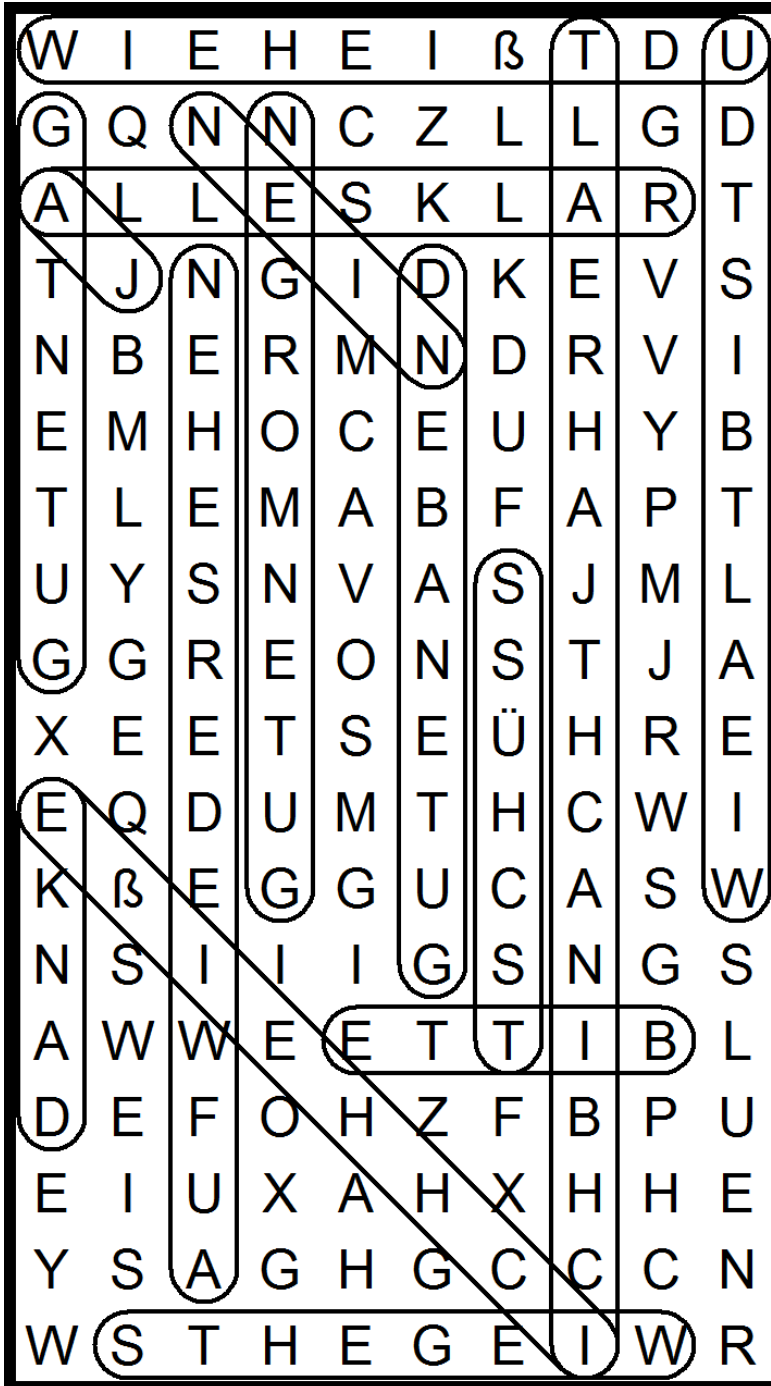 W I E H E I ß T D U
G Q N N C Z L L G D
A L L E S K L A R T
T J N G I D K E V S
N B E R M N D R V I
E M H O C E U H Y B
T L E M A B F A P T
U Y S N V A S J M L
G G R E O N S T J A
X E E T S E Ü H R E
E Q D U M T H C W I
K ß E G G U C A S W
N S I I I G S N G S
A W W E E T T I B L
D E F O H Z F B P U
E I U X A H X H H E
Y S A G H G C C C N
W S T H E G E I W R